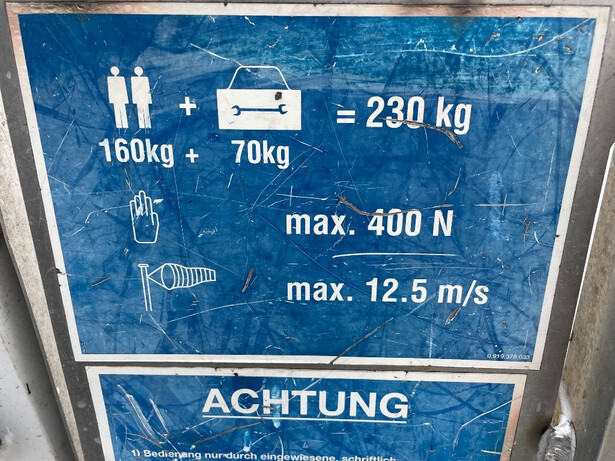 160kg + 70kg + = 230 kg
max. 400 N
max. 12.5 m/s
0.919.378.033
ACHTUNG
1) Bedienung nur durch eingewiesene, schriftlich